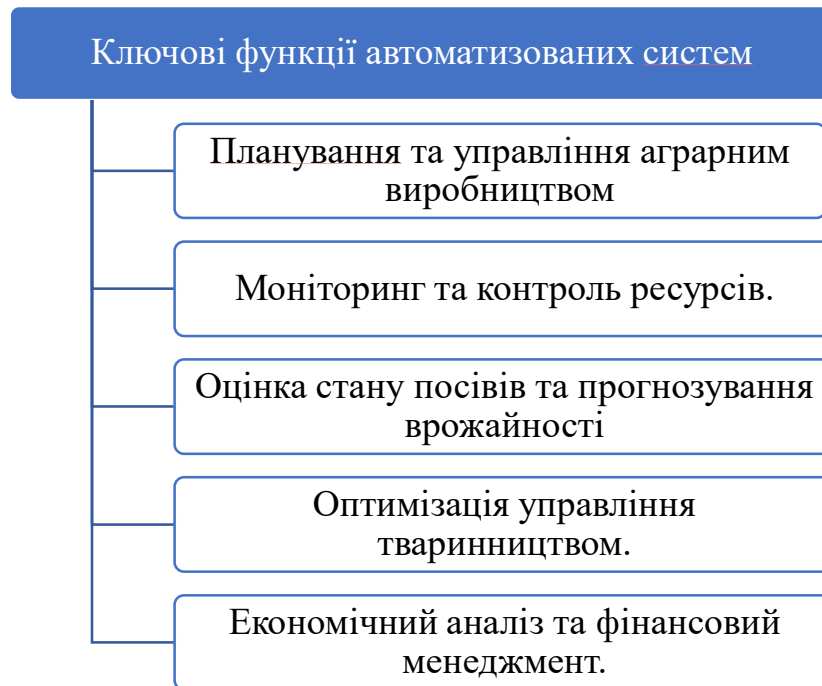 Ключові функції автоматизованих систем
Планування та управління аграрним
виробництвом
Моніторинг та контроль ресурсів.
Оцінка стану посівів та прогнозування
врожайності
Оптимізація управління
тваринництвом.
Економічний аналіз та фінансовий
менеджмент.